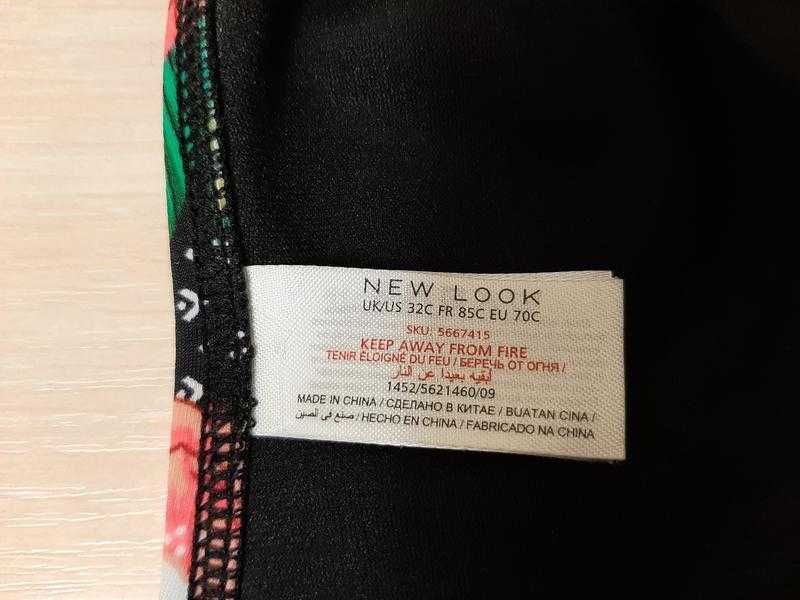 NEW LOOK
UK/US 32C FR 85C EU 70C
SKU: 5667415
KEEP AWAY FROM FIRE
TENIR ÉLOIGNÉ DU FEU / БЕРЕЧЬ ОТ ОГНЯ /
أبقيه بعيدا عن النار
1452/5621460/09
MADE IN CHINA / СДЕЛАНО В КИТАЕ / BUATAN CINA /
صنع في الصين / HECHO EN CHINA / FABRICADO NA CHINA